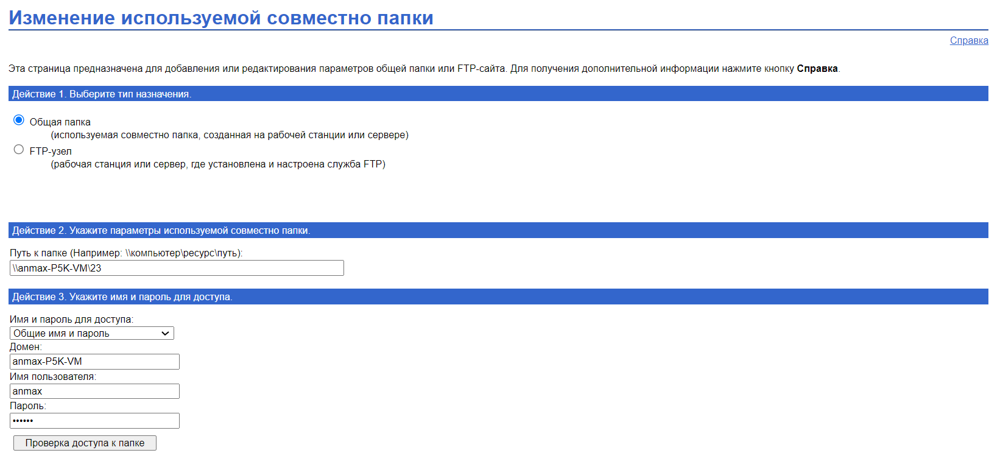 Изменение используемой совместно папки
Справка
Эта страница предназначена для добавления или редактирования параметров общей папки или FTP-сайта. Для получения дополнительной информации нажмите кнопку Справка.
Действие 1. Выберите тип назначения.
Общая папка
(используемая совместно папка, созданная на рабочей станции или сервере)
FTP-узел
(рабочая станция или сервер, где установлена и настроена служба FTP)
Действие 2. Укажите параметры используемой совместно папки.
Путь к папке (Например: \\компьютер\ресурс\путь):
\\anmax-P5K-VM\23
Действие 3. Укажите имя и пароль для доступа.
Имя и пароль для доступа:
Общие имя и пароль
Домен:
anmax-P5K-VM
Имя пользователя:
anmax
Пароль:
••••••
Проверка доступа к папке